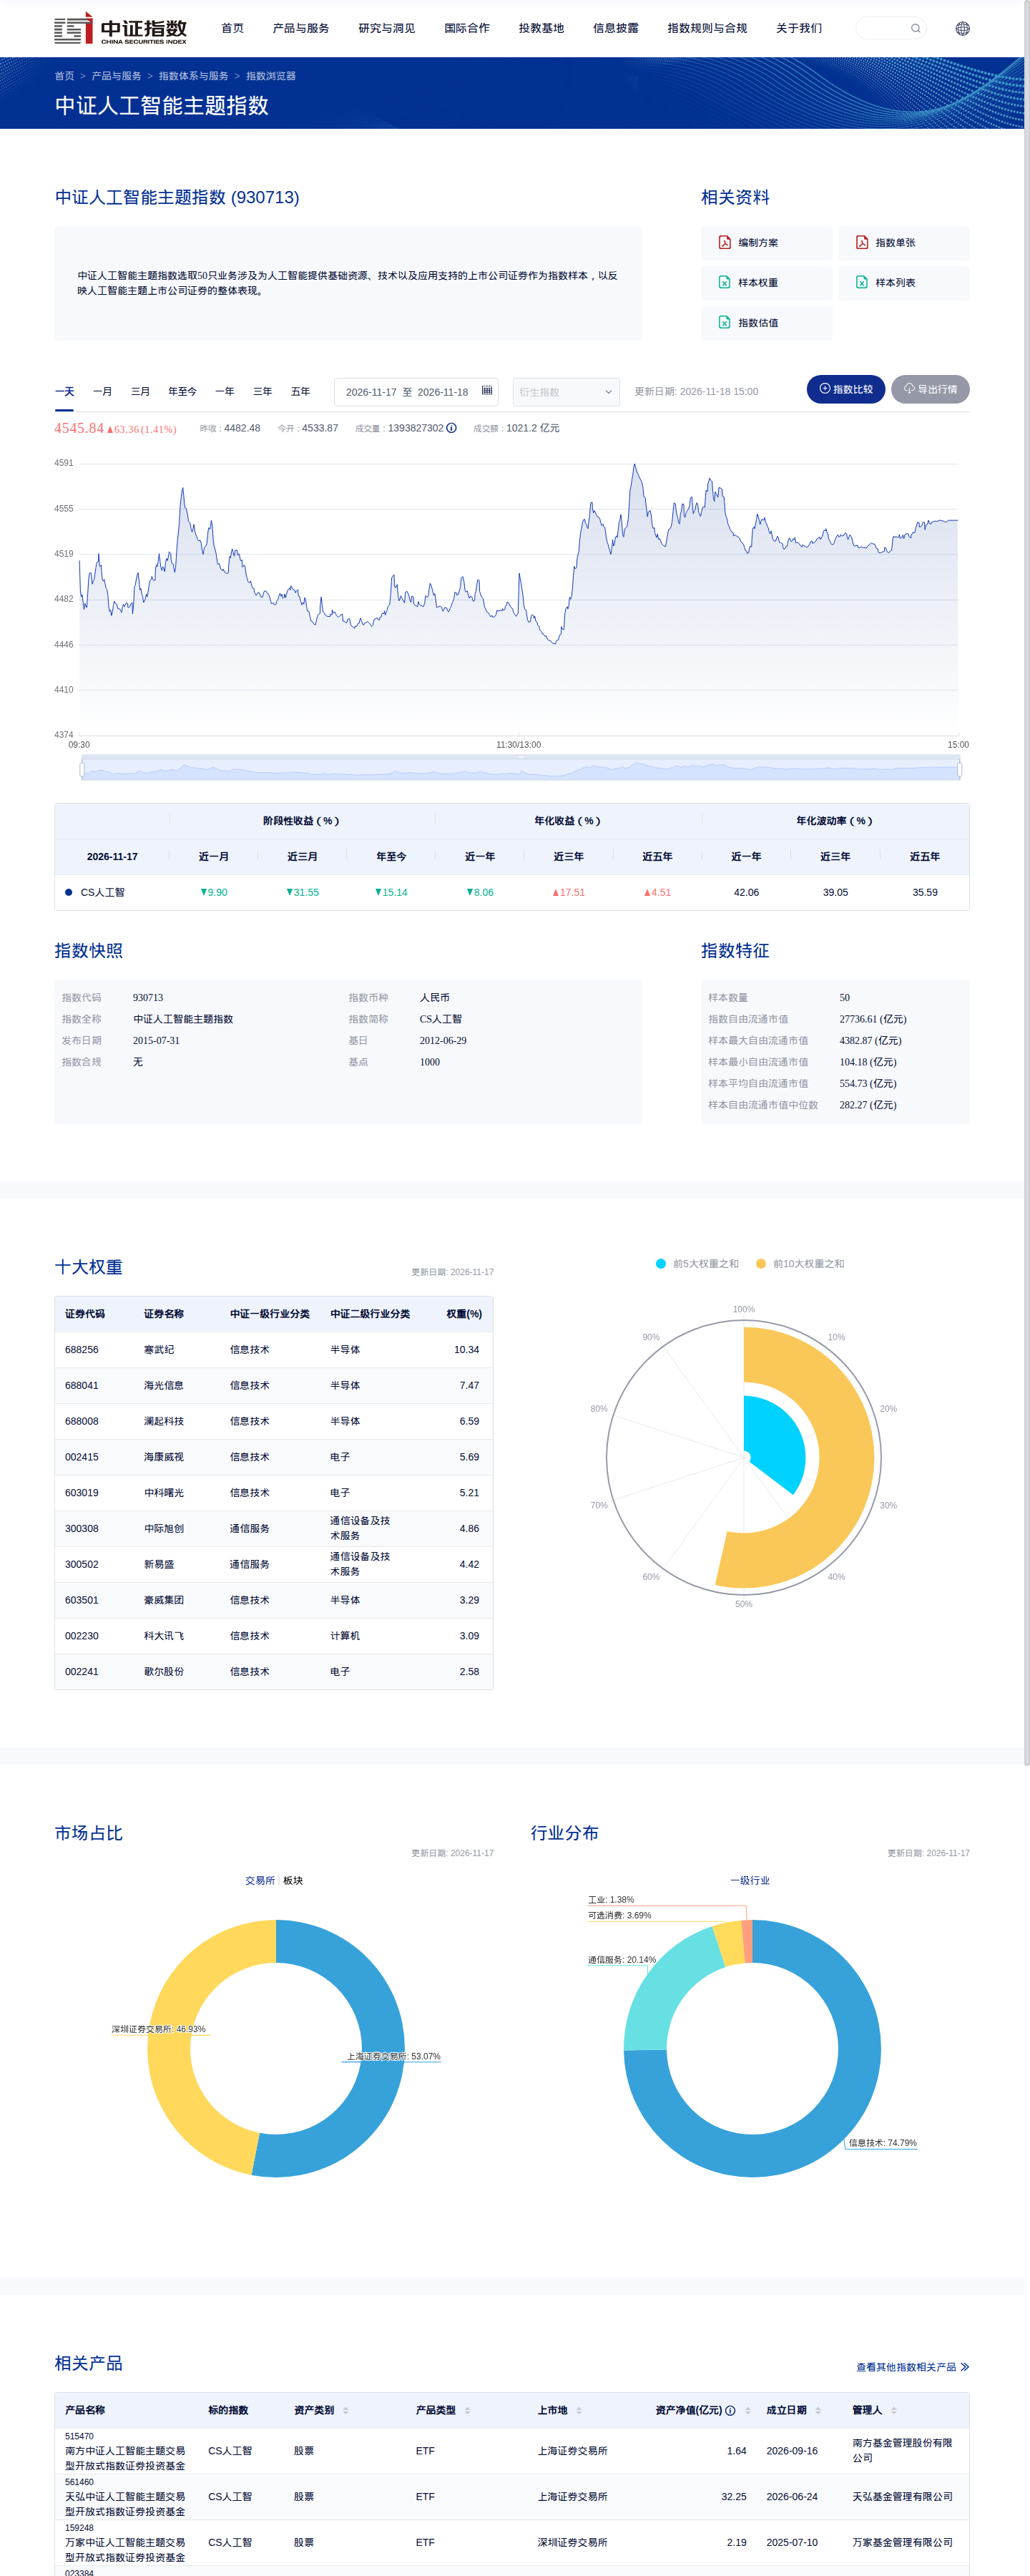 中证指数
CHINA SECURITIES INDEX
首页 产品与服务 研究与洞见 国际合作 投教基地 信息披露 指数规则与合规 关于我们
首页 > 产品与服务 > 指数体系与服务 > 指数浏览器
中证人工智能主题指数
中证人工智能主题指数 (930713)
中证人工智能主题指数选取50只业务涉及为人工智能提供基础资源、技术以及应用支持的上市公司证券作为指数样本，以反
映人工智能主题上市公司证券的整体表现。
相关资料
编制方案 指数单张
样本权重 样本列表
指数估值
一天 一月 三月 年至今 一年 三年 五年 2026-11-17 至 2026-11-18 衍生指数 更新日期: 2026-11-18 15:00 指数比较 导出行情
4545.84 ▲63.36 (1.41%) 昨收 : 4482.48 今开 : 4533.87 成交量 : 1393827302 成交额 : 1021.2 亿元
4591
4555
4519
4482
4446
4410
4374
09:30 11:30/13:00 15:00
阶段性收益 ( % ) 年化收益 ( % ) 年化波动率 ( % )
2026-11-17 近一月 近三月 年至今 近一年 近三年 近五年 近一年 近三年 近五年
CS人工智 ▼9.90 ▼31.55 ▼15.14 ▼8.06 ▲17.51 ▲4.51 42.06 39.05 35.59
指数快照
指数代码 930713 指数币种 人民币
指数全称 中证人工智能主题指数 指数简称 CS人工智
发布日期 2015-07-31 基日 2012-06-29
指数合规 无 基点 1000
指数特征
样本数量 50
指数自由流通市值 27736.61 (亿元)
样本最大自由流通市值 4382.87 (亿元)
样本最小自由流通市值 104.18 (亿元)
样本平均自由流通市值 554.73 (亿元)
样本自由流通市值中位数 282.27 (亿元)
十大权重
更新日期: 2026-11-17
证券代码 证券名称 中证一级行业分类 中证二级行业分类 权重(%)
688256 寒武纪 信息技术 半导体 10.34
688041 海光信息 信息技术 半导体 7.47
688008 澜起科技 信息技术 半导体 6.59
002415 海康威视 信息技术 电子 5.69
603019 中科曙光 信息技术 电子 5.21
300308 中际旭创 通信服务 通信设备及技术服务 4.86
300502 新易盛 通信服务 通信设备及技术服务 4.42
603501 豪威集团 信息技术 半导体 3.29
002230 科大讯飞 信息技术 计算机 3.09
002241 歌尔股份 信息技术 电子 2.58
前5大权重之和 前10大权重之和
100%
90% 10%
80% 20%
70% 30%
60% 40%
50%
市场占比
更新日期: 2026-11-17
交易所 | 板块
深圳证券交易所: 46.93%
上海证券交易所: 53.07%
行业分布
更新日期: 2026-11-17
一级行业
工业: 1.38%
可选消费: 3.69%
通信服务: 20.14%
信息技术: 74.79%
相关产品
查看其他指数相关产品
产品名称 标的指数 资产类别 产品类型 上市地 资产净值(亿元) 成立日期 管理人
515470
南方中证人工智能主题交易
型开放式指数证券投资基金
CS人工智 股票 ETF 上海证券交易所 1.64 2026-09-16 南方基金管理股份有限
公司
561460
天弘中证人工智能主题交易
型开放式指数证券投资基金
CS人工智 股票 ETF 上海证券交易所 32.25 2026-06-24 天弘基金管理有限公司
159248
万家中证人工智能主题交易
型开放式指数证券投资基金
CS人工智 股票 ETF 深圳证券交易所 2.19 2025-07-10 万家基金管理有限公司
023384